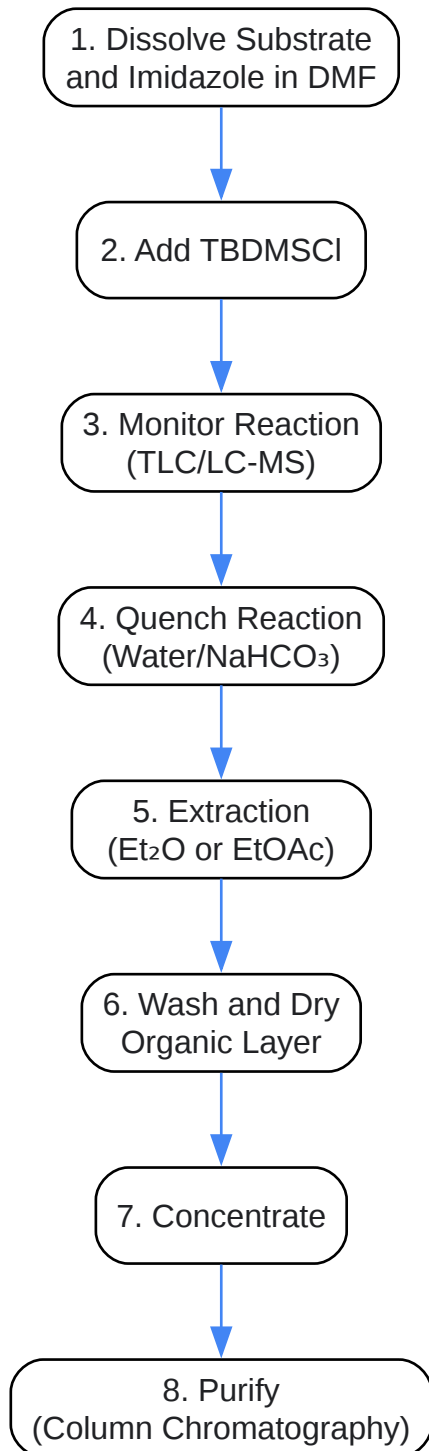 1. Dissolve Substrate
and Imidazole in DMF
2. Add TBDMSCl
3. Monitor Reaction
(TLC/LC-MS)
4. Quench Reaction
(Water/NaHCO₃)
5. Extraction
(Et₂O or EtOAc)
6. Wash and Dry
Organic Layer
7. Concentrate
8. Purify
(Column Chromatography)